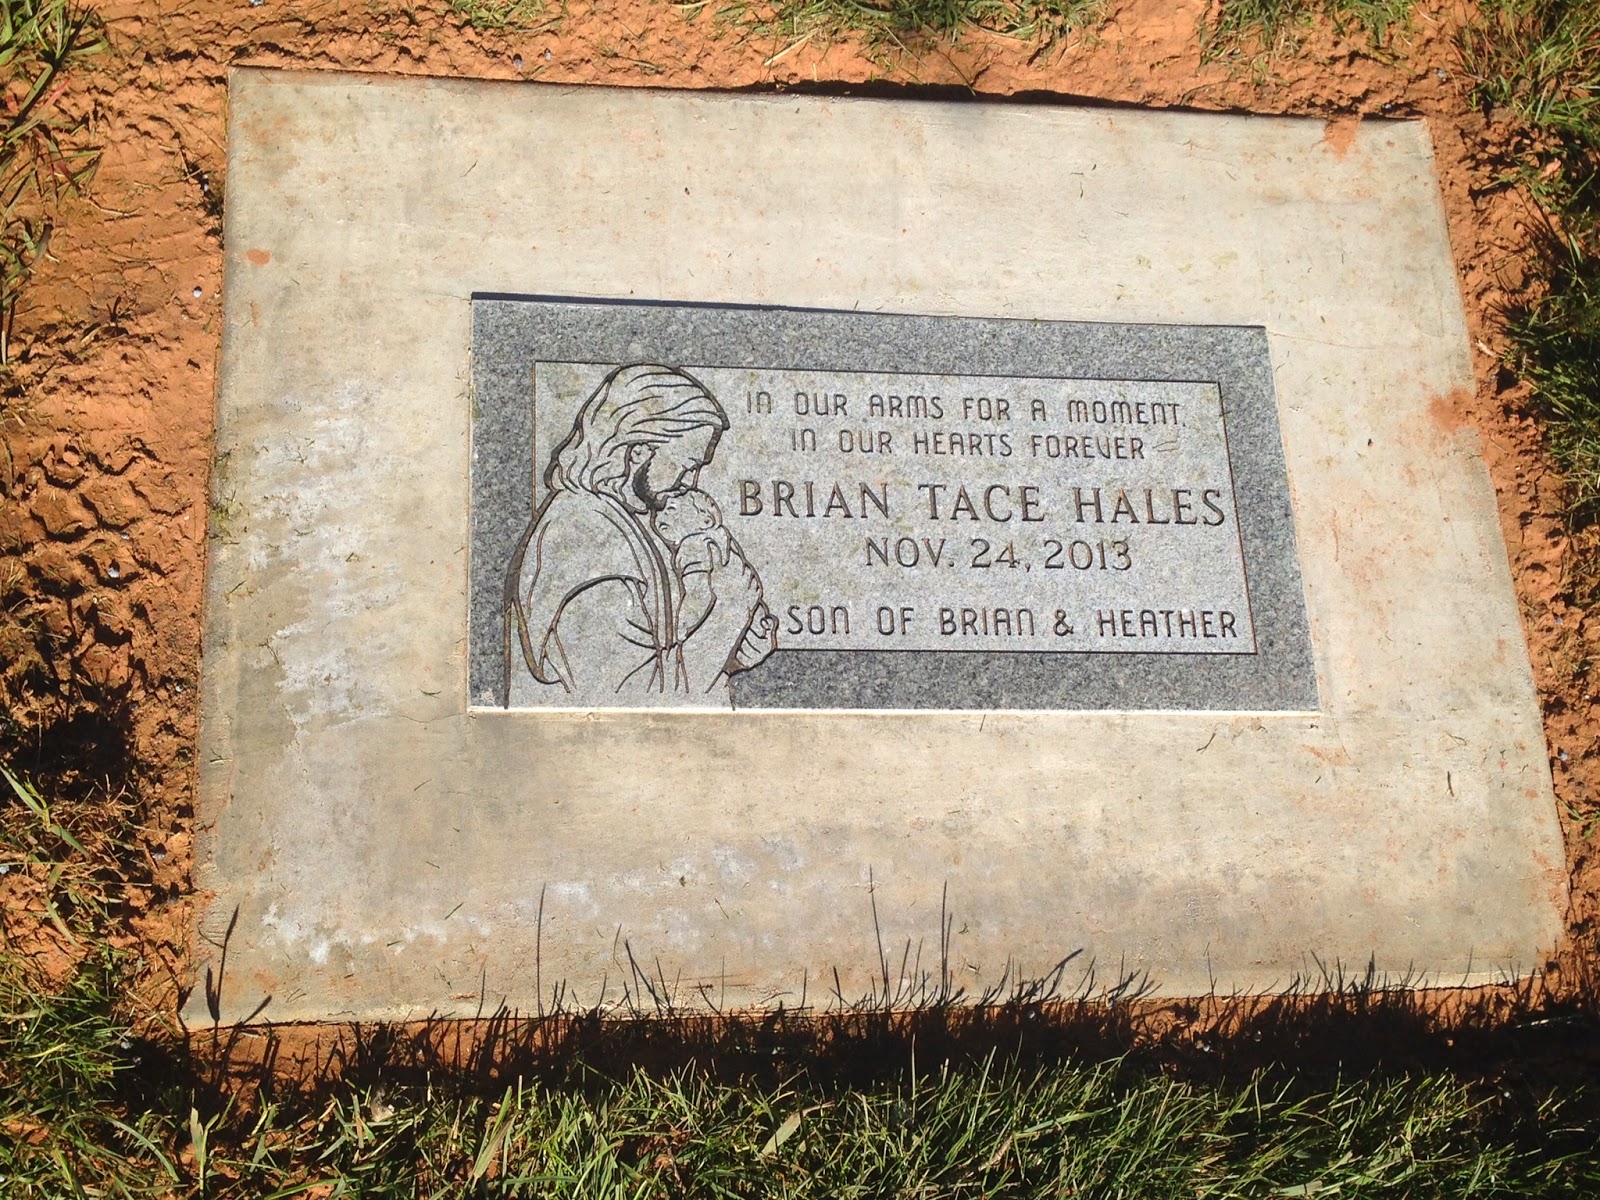 IN OUR ARMS FOR A MOMENT.
IN OUR HEARTS FOREVER
BRIAN TACE HALES
NOV. 24, 2013
SON OF BRIAN & HEATHER